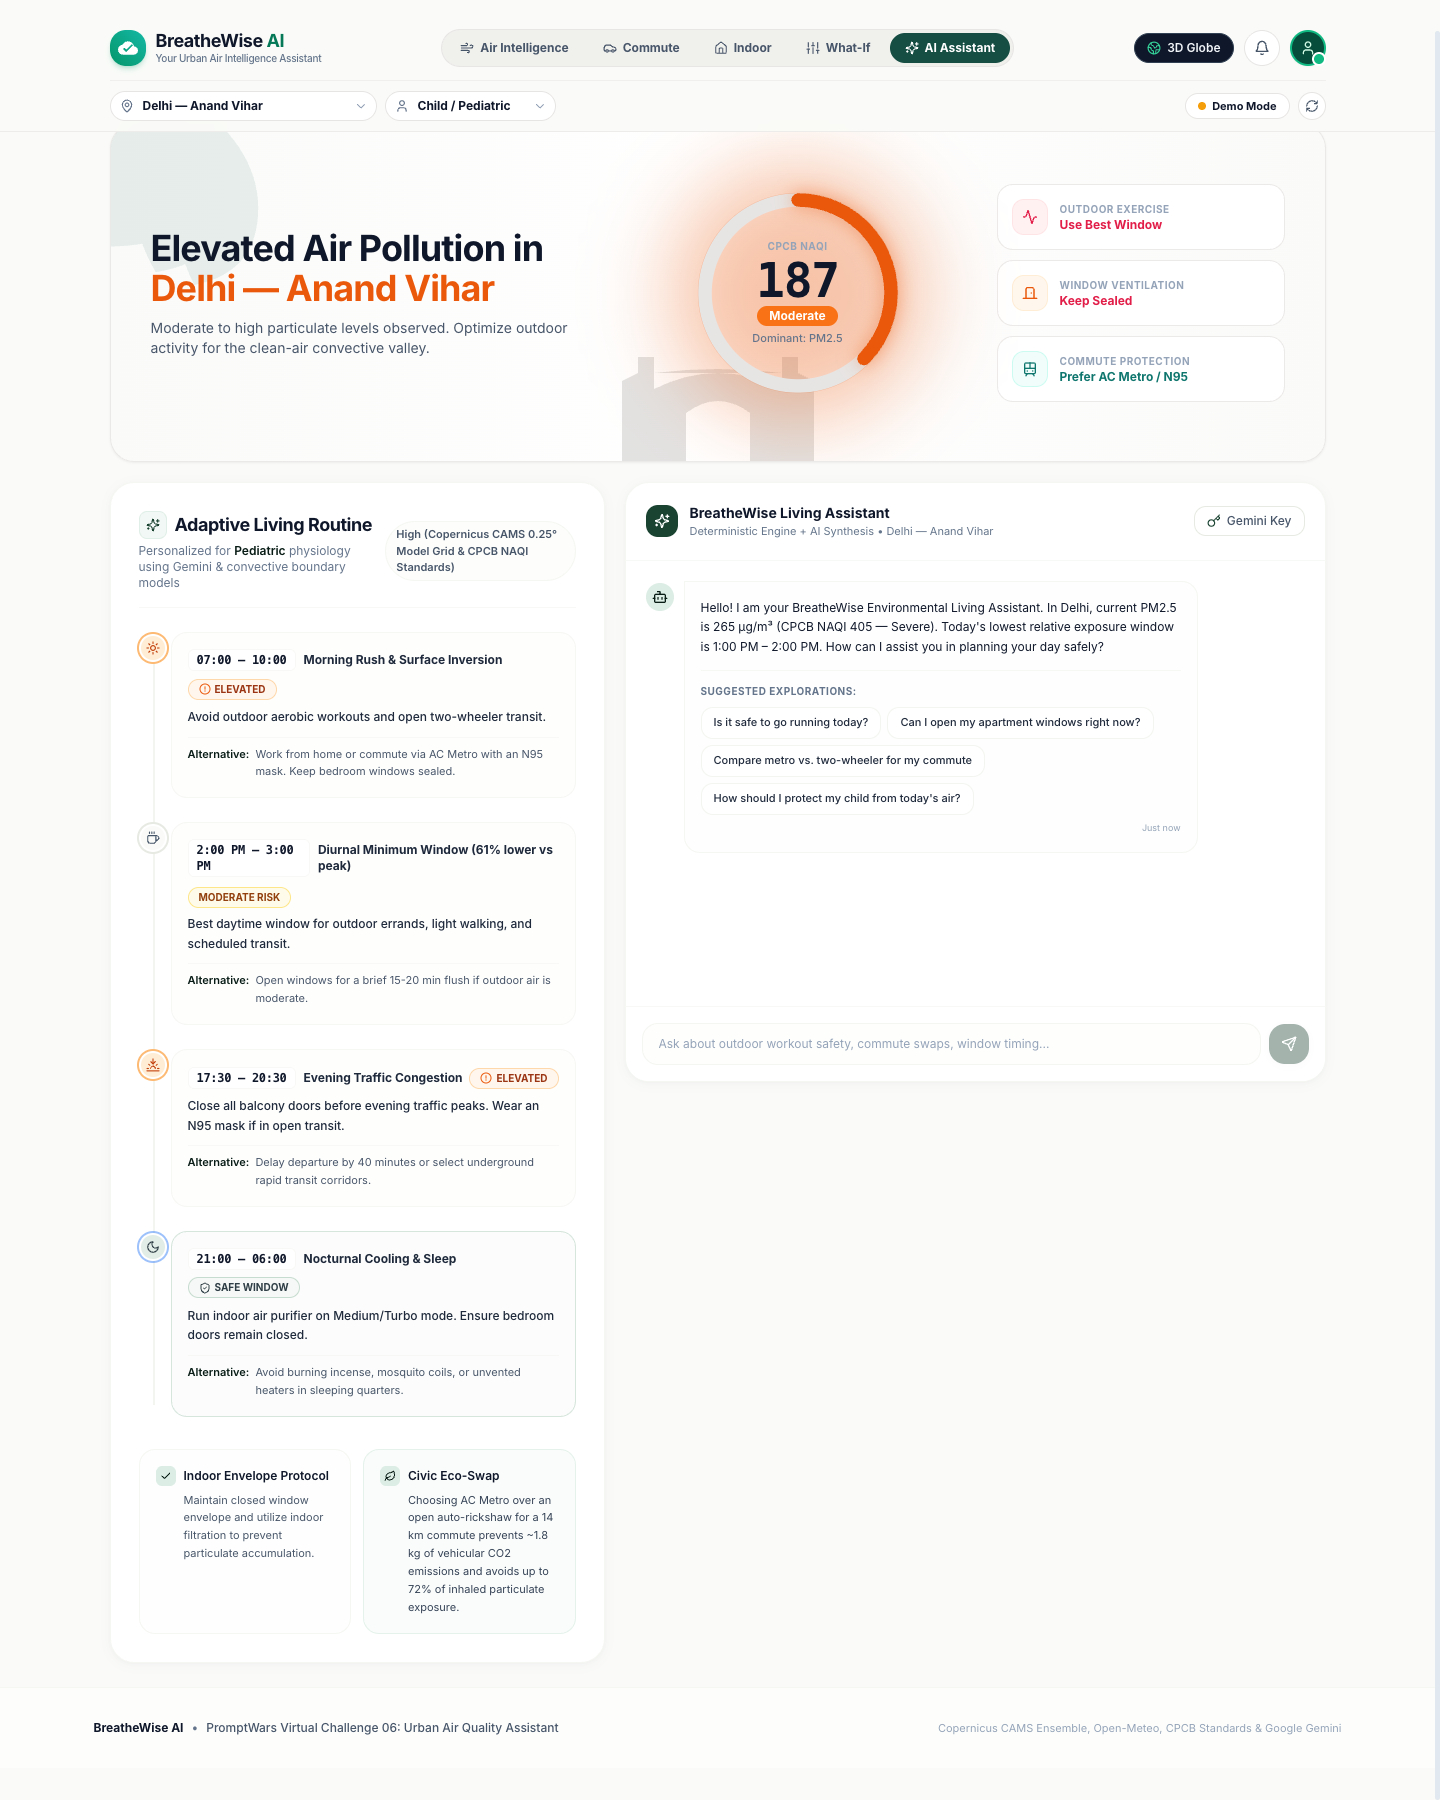 BreatheWise AI
Your Urban Air Intelligence Assistant
Air Intelligence
Commute
Indoor
What-If
AI Assistant
3D Globe
Delhi — Anand Vihar
Child / Pediatric
Demo Mode
Elevated Air Pollution in
Delhi — Anand Vihar
Moderate to high particulate levels observed. Optimize outdoor
activity for the clean-air convective valley.
CPCB NAQI
187
Moderate
Dominant: PM2.5
OUTDOOR EXERCISE
Use Best Window
WINDOW VENTILATION
Keep Sealed
COMMUTE PROTECTION
Prefer AC Metro / N95
Adaptive Living Routine
Personalized for Pediatric physiology
using Gemini & convective boundary
models
High (Copernicus CAMS 0.25°
Model Grid & CPCB NAQI
Standards)
07:00 – 10:00 Morning Rush & Surface Inversion
ELEVATED
Avoid outdoor aerobic workouts and open two-wheeler transit.
Alternative: Work from home or commute via AC Metro with an N95
mask. Keep bedroom windows sealed.
2:00 PM – 3:00
PM
Diurnal Minimum Window (61% lower vs
peak)
MODERATE RISK
Best daytime window for outdoor errands, light walking, and
scheduled transit.
Alternative: Open windows for a brief 15-20 min flush if outdoor air is
moderate.
17:30 – 20:30 Evening Traffic Congestion ELEVATED
Close all balcony doors before evening traffic peaks. Wear an
N95 mask if in open transit.
Alternative: Delay departure by 40 minutes or select underground
rapid transit corridors.
21:00 – 06:00 Nocturnal Cooling & Sleep
SAFE WINDOW
Run indoor air purifier on Medium/Turbo mode. Ensure bedroom
doors remain closed.
Alternative: Avoid burning incense, mosquito coils, or unvented
heaters in sleeping quarters.
Indoor Envelope Protocol
Maintain closed window
envelope and utilize indoor
filtration to prevent
particulate accumulation.
Civic Eco-Swap
Choosing AC Metro over an
open auto-rickshaw for a 14
km commute prevents ~1.8
kg of vehicular CO2
emissions and avoids up to
72% of inhaled particulate
exposure.
BreatheWise Living Assistant
Deterministic Engine + AI Synthesis • Delhi — Anand Vihar
Gemini Key
Hello! I am your BreatheWise Environmental Living Assistant. In Delhi, current PM2.5
is 265 µg/m³ (CPCB NAQI 405 — Severe). Today's lowest relative exposure window
is 1:00 PM – 2:00 PM. How can I assist you in planning your day safely?
SUGGESTED EXPLORATIONS:
Is it safe to go running today?
Can I open my apartment windows right now?
Compare metro vs. two-wheeler for my commute
How should I protect my child from today's air?
Just now
Ask about outdoor workout safety, commute swaps, window timing...
BreatheWise AI • PromptWars Virtual Challenge 06: Urban Air Quality Assistant
Copernicus CAMS Ensemble, Open-Meteo, CPCB Standards & Google Gemini